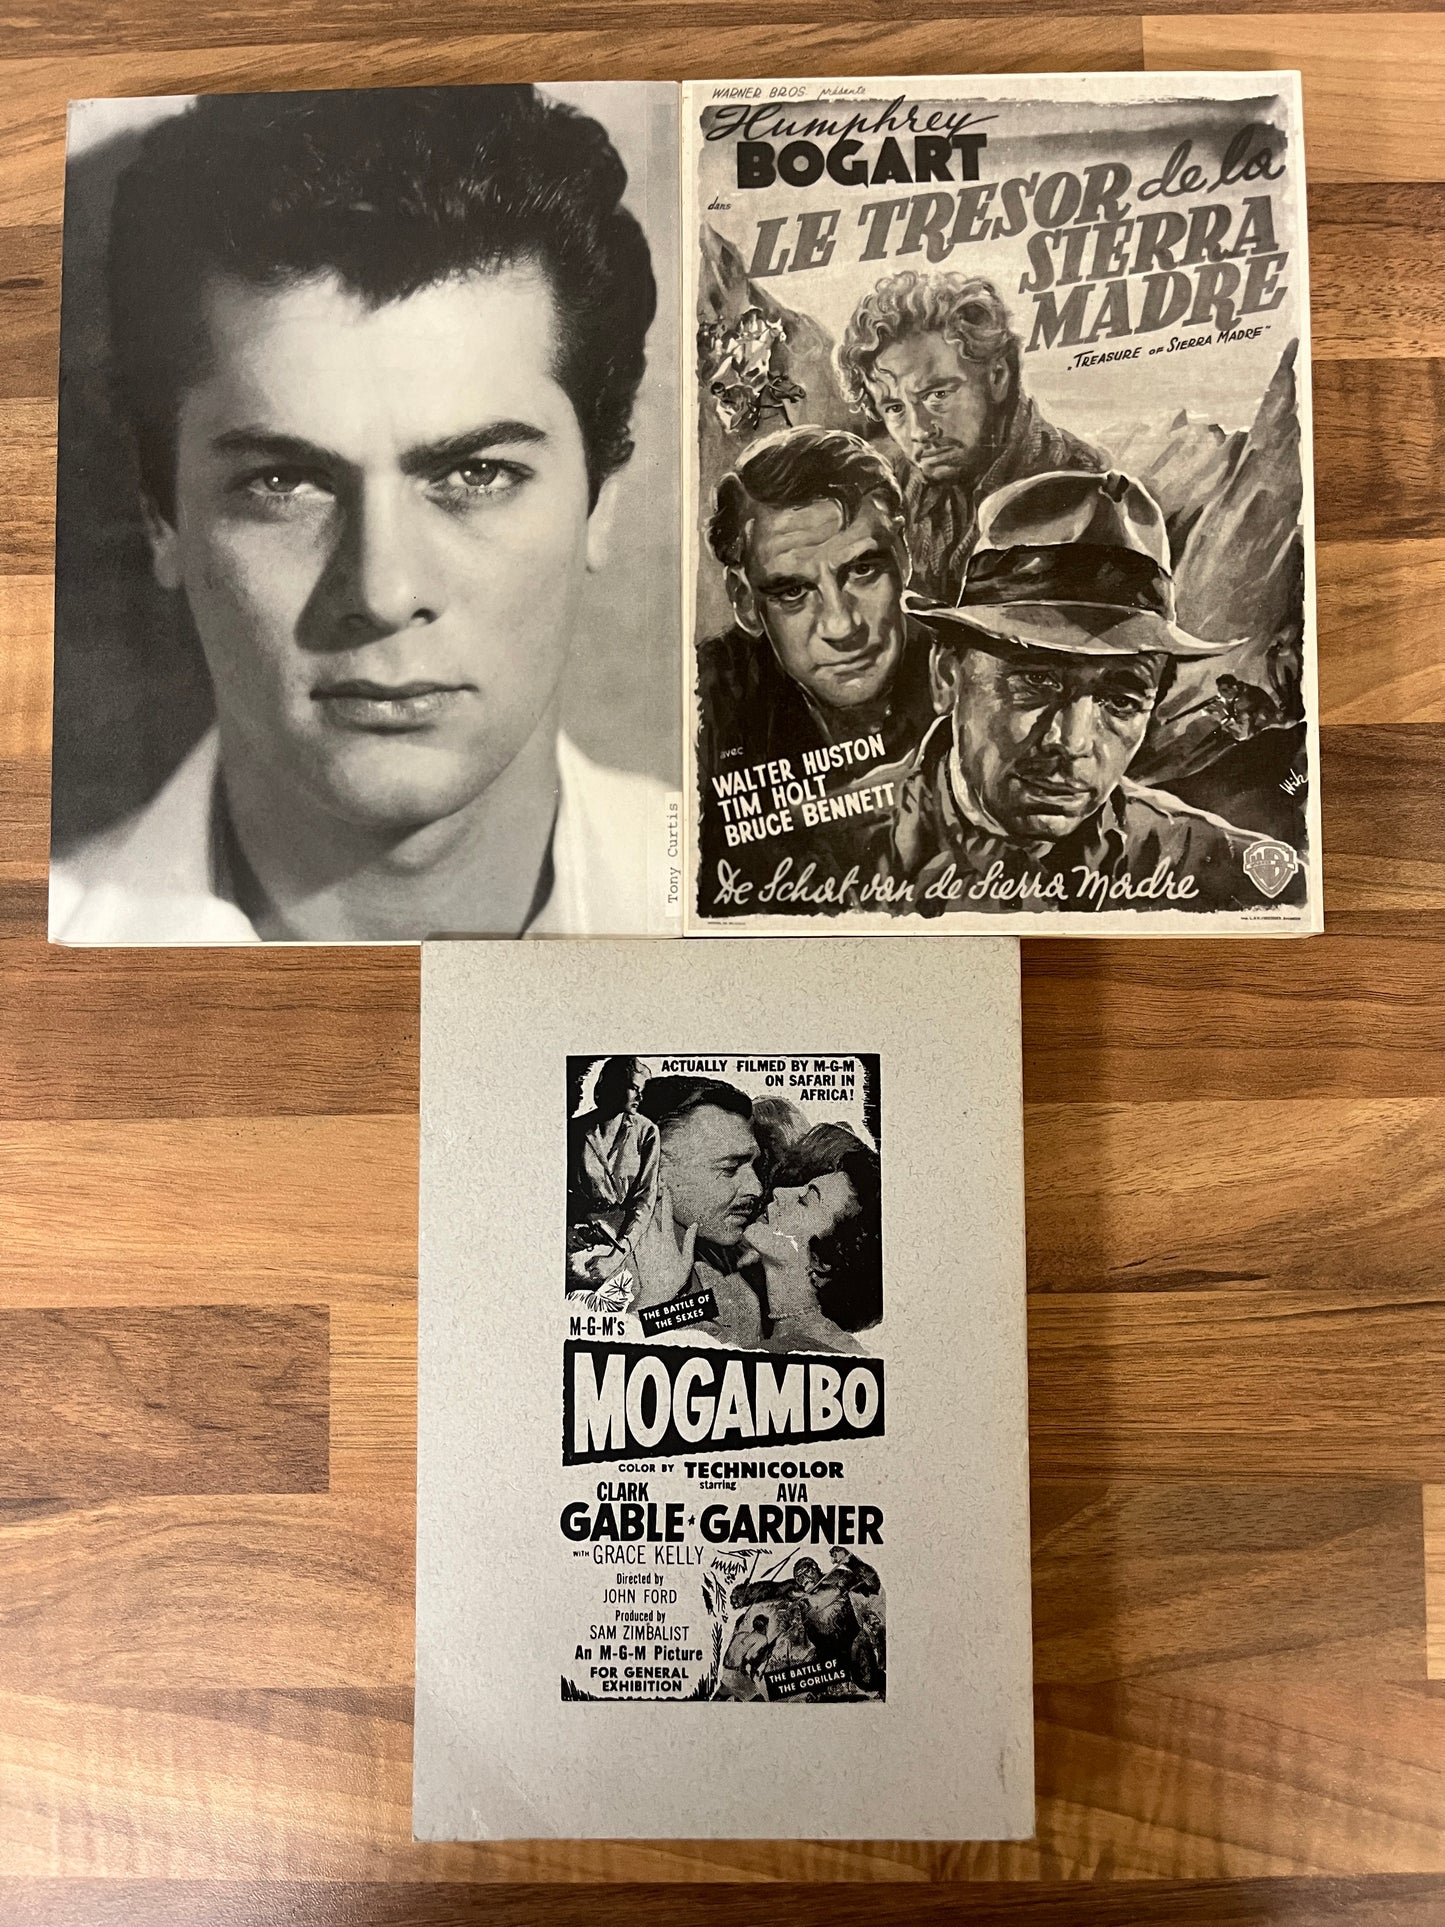 Tony Curtis
WARNER BROS. présente
Humphrey
BOGART
dans
LE TRESOR de la
SIERRA
MADRE
„TREASURE OF SIERRA MADRE"
avec
WALTER HUSTON
TIM HOLT
BRUCE BENNETT
Wik
De Schat van de Sierra Madre
ACTUALLY FILMED BY M-G-M
ON SAFARI IN
AFRICA!
THE BATTLE OF
THE SEXES
M-G-M's
MOGAMBO
COLOR BY TECHNICOLOR
starring
CLARK AVA
GABLE ★ GARDNER
WITH GRACE KELLY
Directed by
JOHN FORD
Produced by
SAM ZIMBALIST
An M-G-M Picture
FOR GENERAL
EXHIBITION
THE BATTLE OF
THE GORILLAS